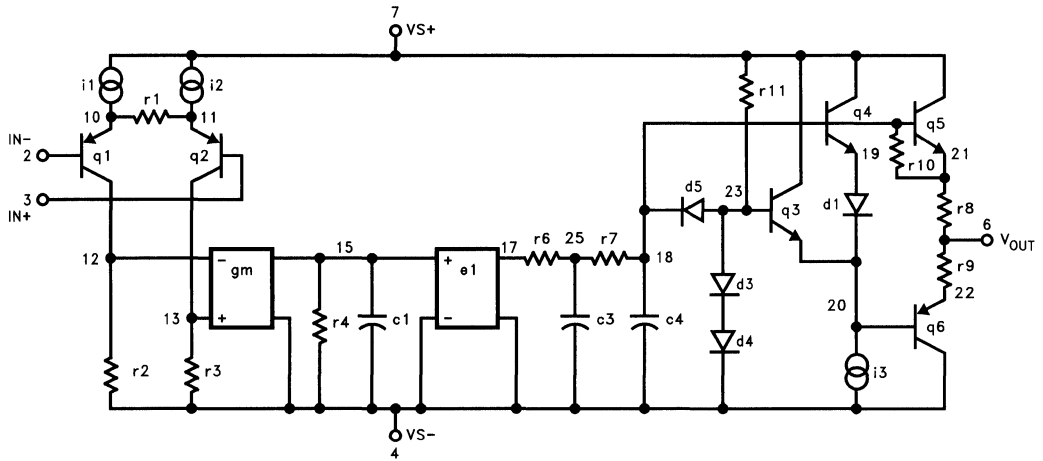 7
VS+
i1
i2
r1
r11
10
11
q4
q5
IN-
2
q1
q2
19
r10
21
3
IN+
d5
23
q3
d1
r8
6
VOUT
12
15
17
r6
25
r7
18
-
gm
+
e1
r9
13
+
r4
c1
-
c3
c4
d3
20
22
q6
r2
r3
d4
i3
VS-
4